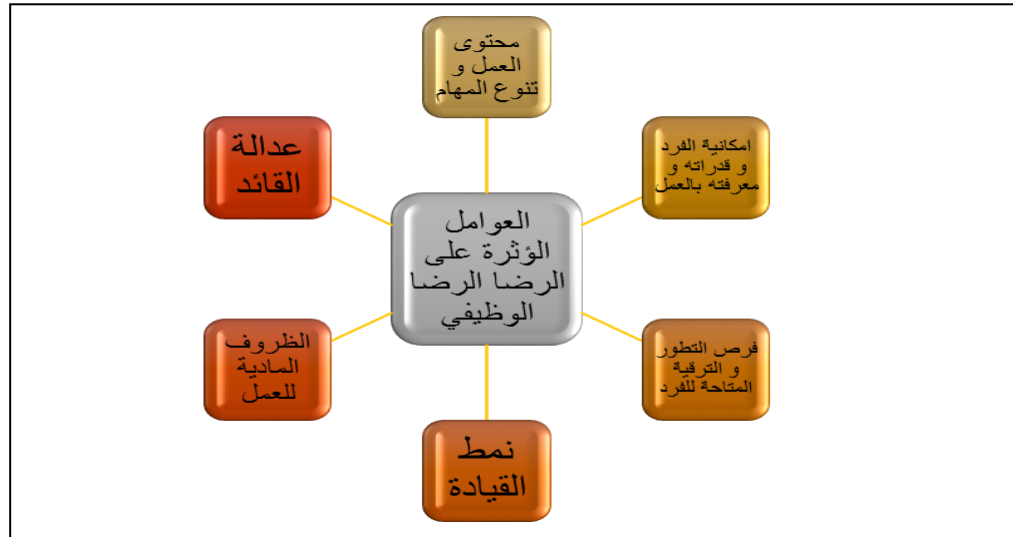 محتوى
العمل و
تنوع المهام
امكانية الفرد
و قدراته و
معرفته بالعمل
فرص التطور
و الترقية
المتاحة للفرد
نمط
القيادة
الظروف
المادية
للعمل
عدالة
القائد
العوامل
الؤثرة على
الرضا الرضا
الوظيفي